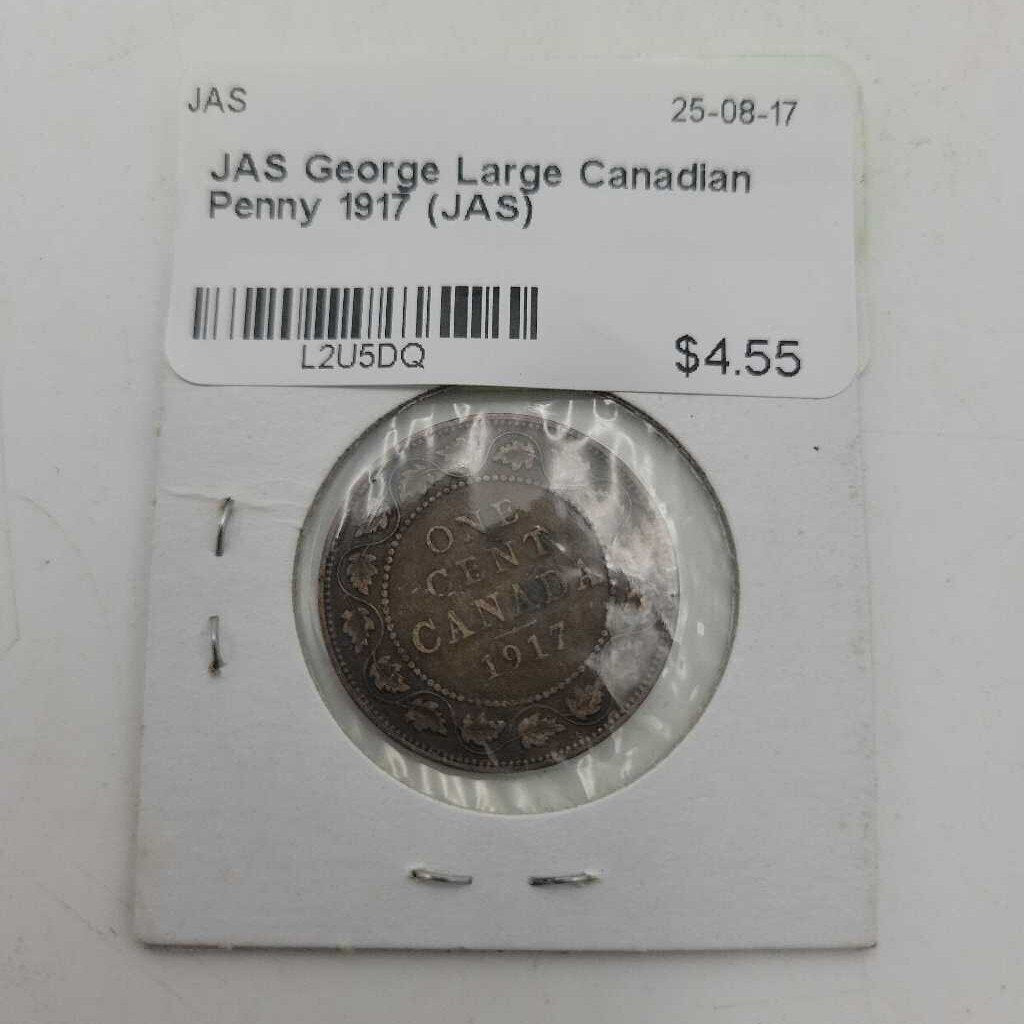 JAS
25-08-17
JAS George Large Canadian
Penny 1917 (JAS)
L2U5DQ
$4.55
ONE
CENT
CANADA
1917